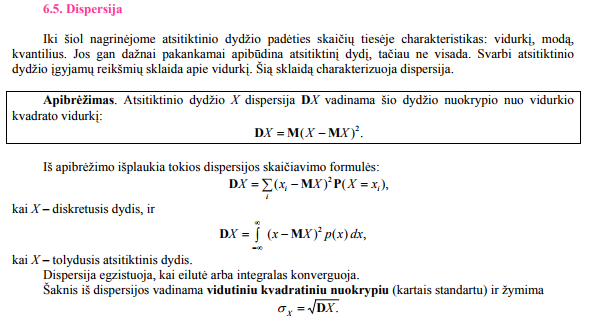 6.5. Dispersija
Iki šiol nagrinėjome atsitiktinio dydžio padėties skaičių tiesėje charakteristikas: vidurkį, modą,
kvantilius. Jos gan dažnai pakankamai apibūdina atsitiktinį dydį, tačiau ne visada. Svarbi atsitiktinio
dydžio įgyjamų reikšmių sklaida apie vidurkį. Šią sklaidą charakterizuoja dispersija.
Apibrėžimas. Atsitiktinio dydžio X dispersija DX vadinama šio dydžio nuokrypio nuo vidurkio
kvadrato vidurkį:
DX = M(X − MX)².
Iš apibrėžimo išplaukia tokios dispersijos skaičiavimo formulės:
DX = ∑ᵢ(xᵢ − MX)² P(X = xᵢ),
kai X – diskretusis dydis, ir
DX = ∫_{−∞}^{∞} (x − MX)² p(x) dx,
kai X – tolydusis atsitiktinis dydis.
Dispersija egzistuoja, kai eilutė arba integralas konverguoja.
Šaknis iš dispersijos vadinama vidutiniu kvadratiniu nuokrypiu (kartais standartu) ir žymima
σ_X = √DX.